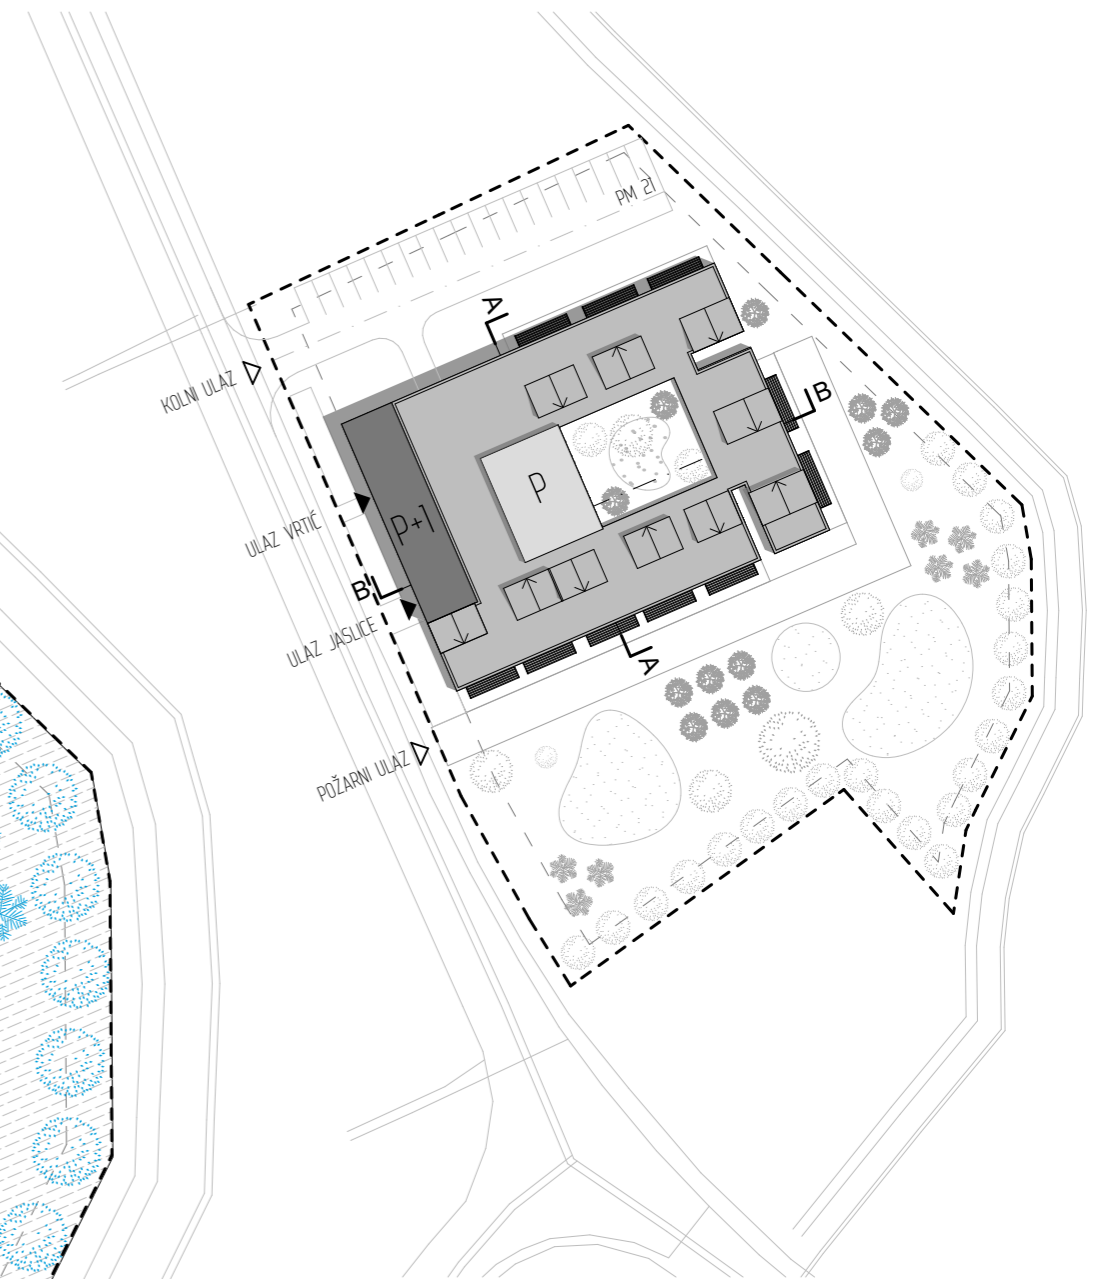 PM 21
A
KOLNI ULAZ
B
P
P+1
ULAZ VRTIĆ
B
ULAZ JASLICE
A
POŽARNI ULAZ